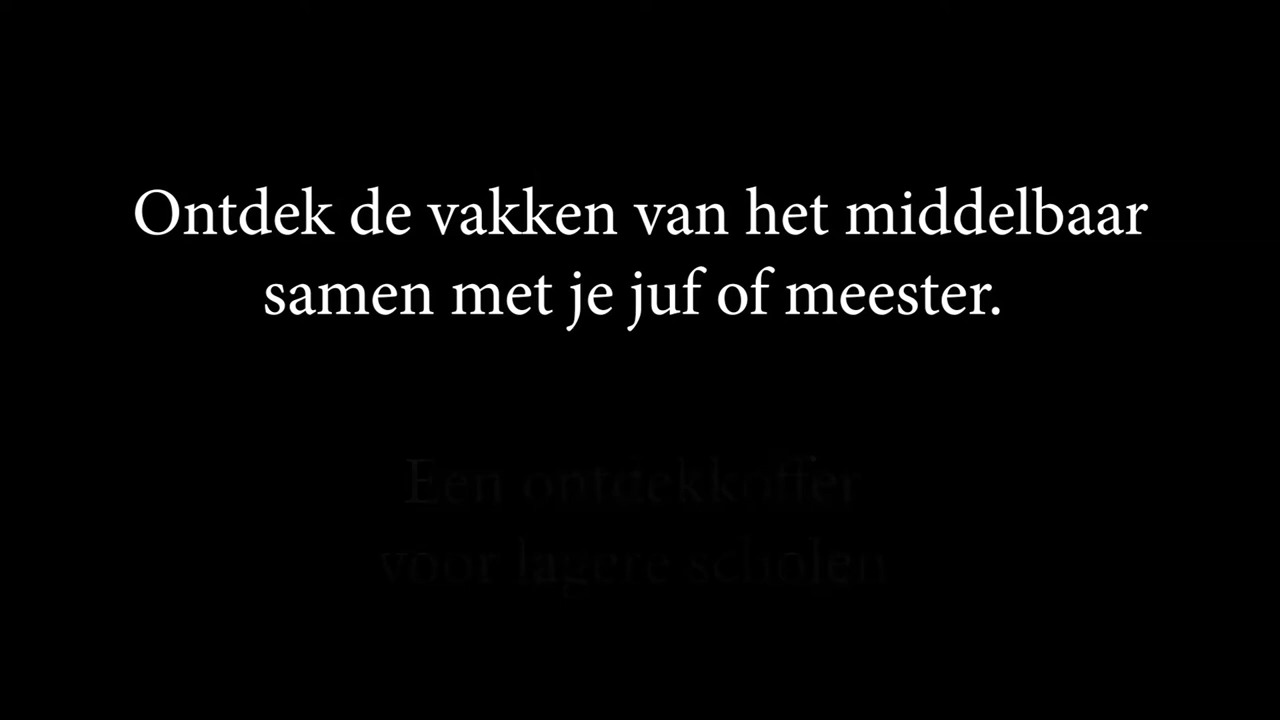 Ontdek de vakken van het middelbaar
samen met je juf of meester.
Een ontdekkoffer
voor lagere scholen